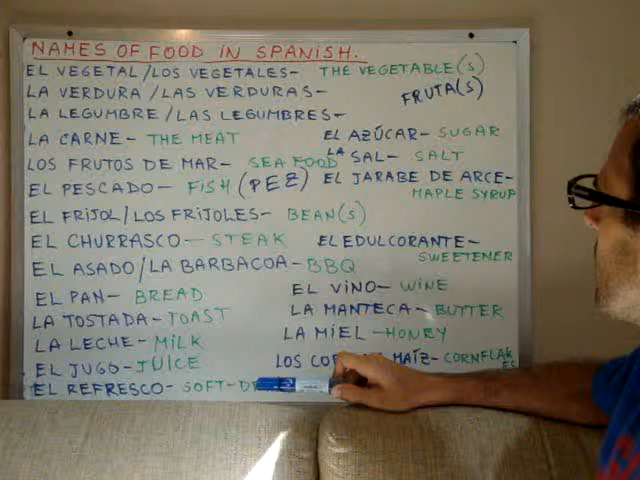 NAMES OF FOOD IN SPANISH.
EL VEGETAL/LOS VEGETALES- THE VEGETABLE(S)
LA VERDURA/LAS VERDURAS-
FRUTA(S)
LA LEGUMBRE/LAS LEGUMBRES-
LA CARNE- THE MEAT
EL AZÚCAR- SUGAR
LOS FRUTOS DE MAR- SEA FOOD
LA SAL- SALT
EL PESCADO- FISH (PEZ)
EL JARABE DE ARCE-
MAPLE SYRUP
EL FRIJOL/LOS FRIJOLES- BEAN(S)
EL CHURRASCO- STEAK
EL EDULCORANTE-
SWEETENER
EL ASADO/LA BARBACOA- BBQ
EL PAN- BREAD
EL VINO- WINE
LA TOSTADA- TOAST
LA MANTECA- BUTTER
LA LECHE- MILK
LA MIEL- HONEY
EL JUGO- JUICE
LOS MAÍZ- CORNFLAKES
EL REFRESCO- SOFT-